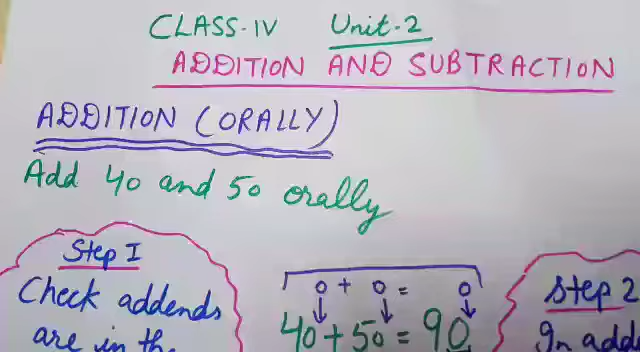 CLASS-IV Unit-2
ADDITION AND SUBTRACTION
ADDITION (ORALLY)
Add 40 and 50 orally
Step I
Check addends
are in the
0 + 0 = 0
40 + 50 = 90
Step 2
In add